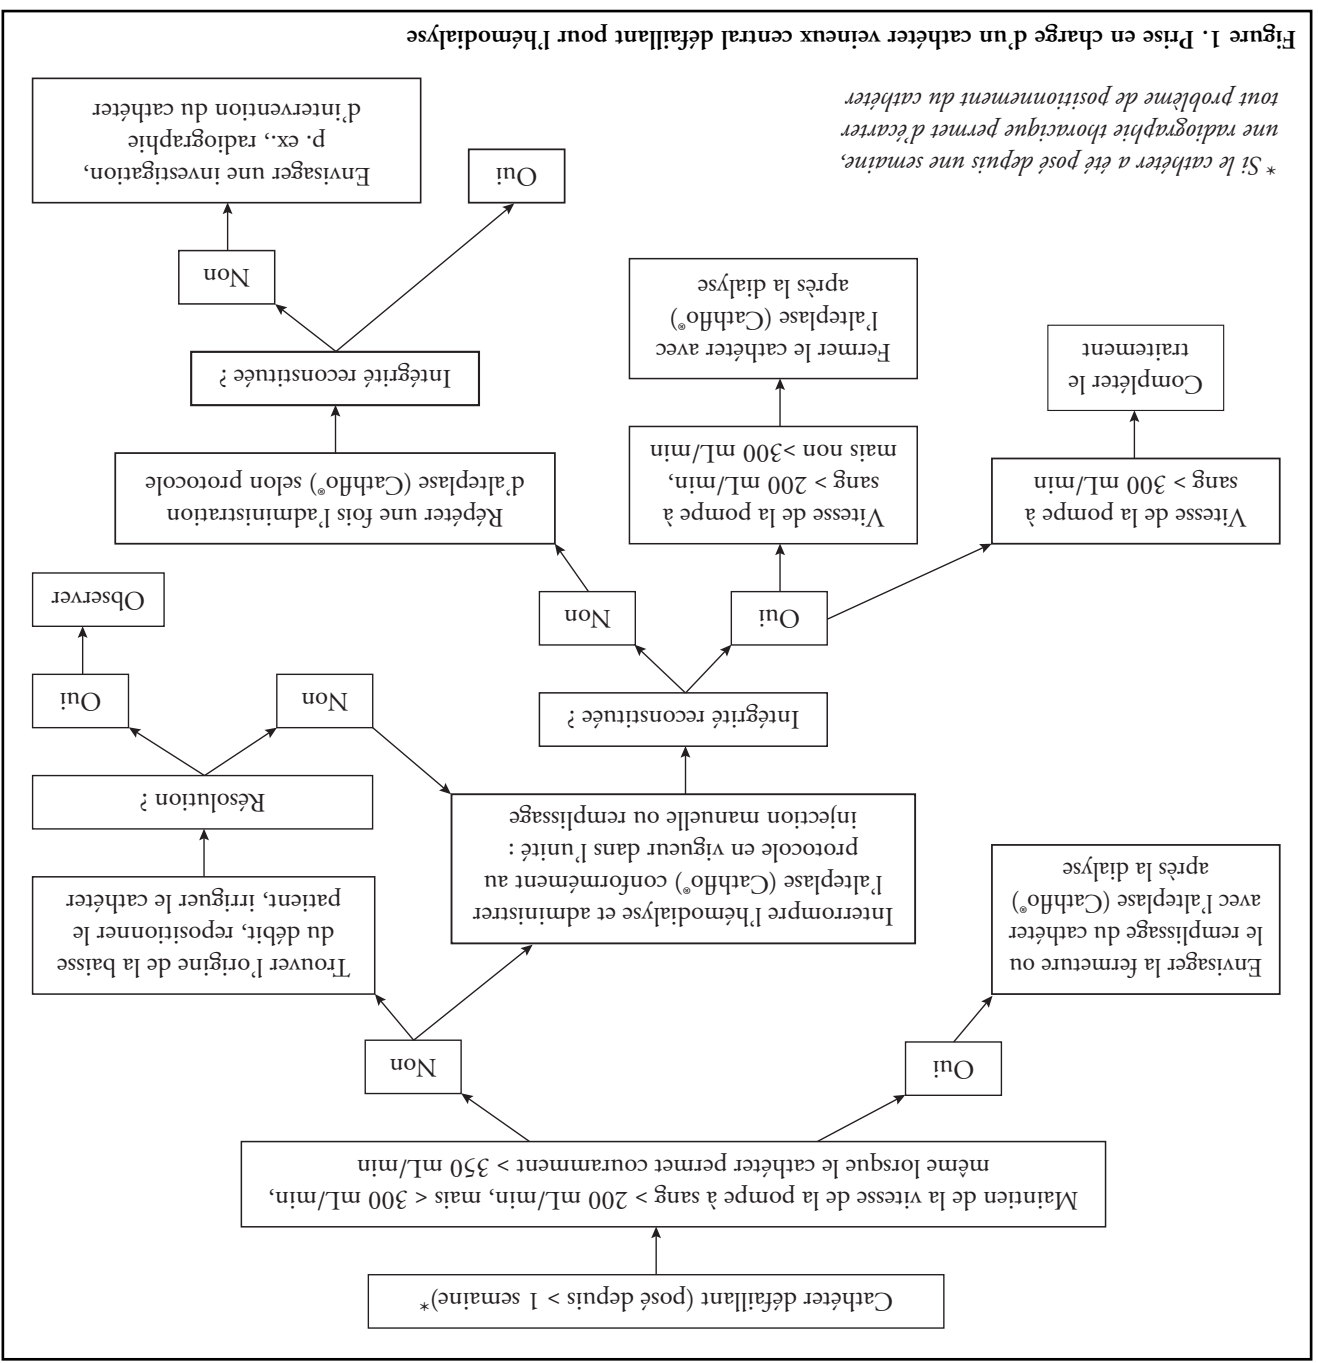 Cathéter défaillant (posé depuis > 1 semaine)*
Maintien de la vitesse de la pompe à sang > 200 mL/min, mais < 300 mL/min,
même lorsque le cathéter permet couramment > 350 mL/min
Oui
Non
Envisager la fermeture ou
le remplissage du cathéter
avec l'alteplase (Cathflo®)
après la dialyse
Interrompre l'hémodialyse et administrer
l'alteplase (Cathflo®) conformément au
protocole en vigueur dans l'unité :
injection manuelle ou remplissage
Trouver l'origine de la baisse
du débit, repositionner le
patient, irriguer le cathéter
Résolution ?
Non
Oui
Observer
Intégrité reconstituée ?
Oui
Non
Vitesse de la pompe à
sang > 300 mL/min
Compléter le
traitement
Vitesse de la pompe à
sang > 200 mL/min,
mais non >300 mL/min
Fermer le cathéter avec
l'alteplase (Cathflo®)
après la dialyse
Répéter une fois l'administration
d'alteplase (Cathflo®) selon protocole
Intégrité reconstituée ?
Oui
Non
Envisager une investigation,
p. ex., radiographie
d'intervention du cathéter
* Si le cathéter a été posé depuis une semaine,
une radiographie thoracique permet d'écarter
tout problème de positionnement du cathéter
Figure 1. Prise en charge d'un cathéter veineux central défaillant pour l'hémodialyse